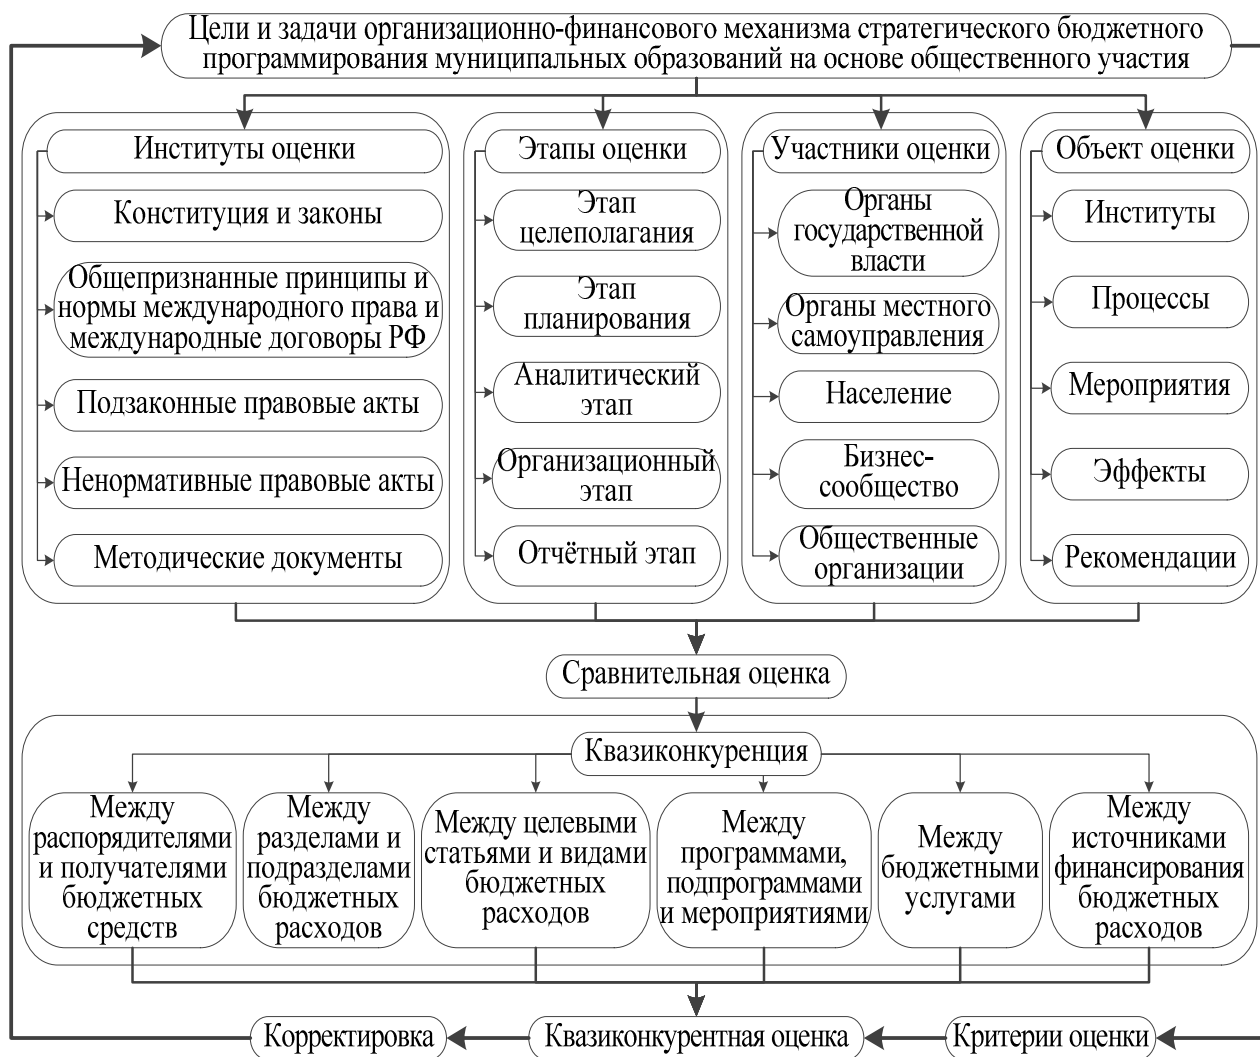 Цели и задачи организационно-финансового механизма стратегического бюджетного
программирования муниципальных образований на основе общественного участия
Институты оценки
Конституция и законы
Общепризнанные принципы и
нормы международного права и
международные договоры РФ
Подзаконные правовые акты
Ненормативные правовые акты
Методические документы
Этапы оценки
Этап
целеполагания
Этап
планирования
Аналитический
этап
Организационный
этап
Отчётный этап
Участники оценки
Органы
государственной
власти
Органы местного
самоуправления
Население
Бизнес-
сообщество
Общественные
организации
Объект оценки
Институты
Процессы
Мероприятия
Эффекты
Рекомендации
Сравнительная оценка
Квазиконкуренция
Между
распорядителями
и получателями
бюджетных
средств
Между
разделами и
подразделами
бюджетных
расходов
Между целевыми
статьями и видами
бюджетных
расходов
Между
программами,
подпрограммами
и мероприятиями
Между
бюджетными
услугами
Между
источниками
финансирования
бюджетных
расходов
Корректировка
Квазиконкурентная оценка
Критерии оценки